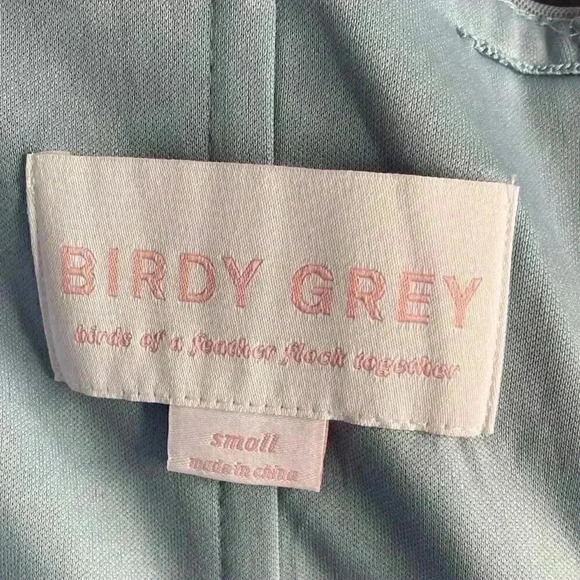 BIRDY GREY
birds of a feather flock together
small
made in china